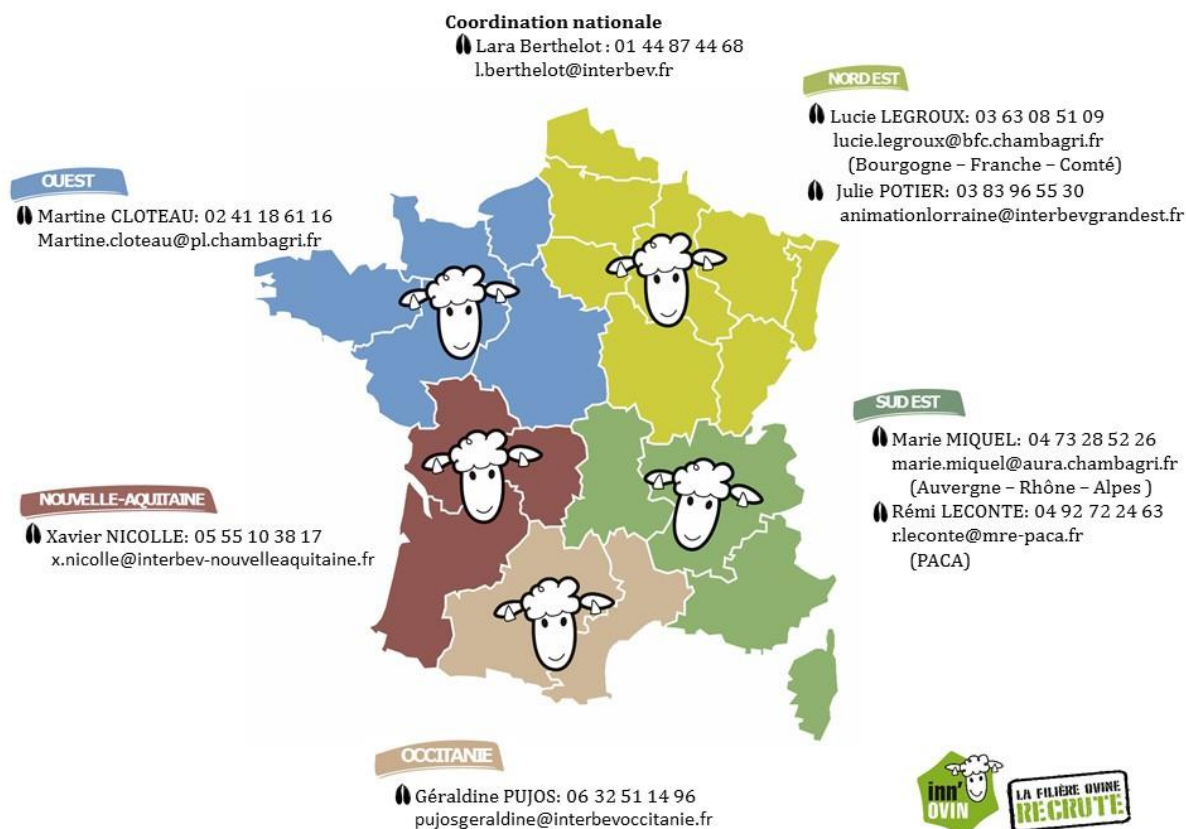 Coordination nationale
Lara Berthelot : 01 44 87 44 68
l.berthelot@interbev.fr
NORD EST
Lucie LEGROUX: 03 63 08 51 09
lucie.legroux@bfc.chambagri.fr
(Bourgogne – Franche – Comté)
Julie POTIER: 03 83 96 55 30
animationlorraine@interbevgrandest.fr
OUEST
Martine CLOTEAU: 02 41 18 61 16
Martine.cloteau@pl.chambagri.fr
SUD EST
Marie MIQUEL: 04 73 28 52 26
marie.miquel@aura.chambagri.fr
(Auvergne – Rhône – Alpes )
Rémi LECONTE: 04 92 72 24 63
r.leconte@mre-paca.fr
(PACA)
NOUVELLE-AQUITAINE
Xavier NICOLLE: 05 55 10 38 17
x.nicolle@interbev-nouvelleaquitaine.fr
OCCITANIE
Géraldine PUJOS: 06 32 51 14 96
pujosgeraldine@interbevoccitanie.fr
inn'
OVIN
LA FILIÈRE OVINE
RECRUTE